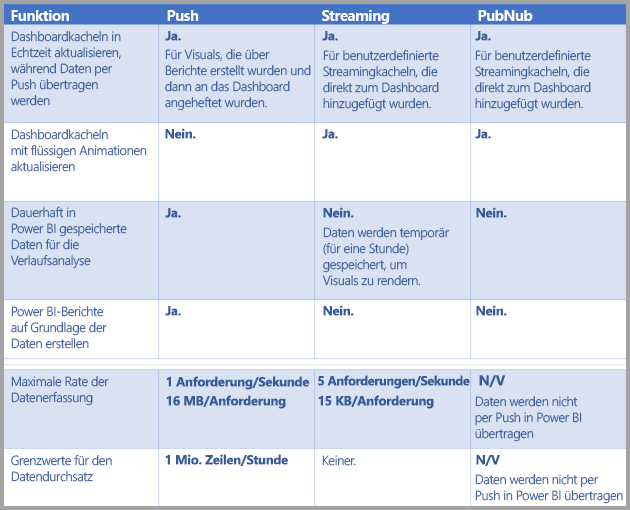 Funktion
Push
Streaming
PubNub
Dashboardkacheln in
Echtzeit aktualisieren,
während Daten per
Push übertragen
werden
Ja.
Für Visuals, die über
Berichte erstellt wurden und
dann an das Dashboard
angeheftet wurden.
Ja.
Für benutzerdefinierte
Streamingkacheln, die
direkt zum Dashboard
hinzugefügt wurden.
Ja.
Für benutzerdefinierte
Streamingkacheln, die
direkt zum Dashboard
hinzugefügt wurden.
Dashboardkacheln
mit flüssigen Animationen
aktualisieren
Nein.
Ja.
Ja.
Dauerhaft in
Power BI gespeicherte
Daten für die
Verlaufsanalyse
Ja.
Nein.
Daten werden temporär
(für eine Stunde)
gespeichert, um
Visuals zu rendern.
Nein.
Power BI-Berichte
auf Grundlage der
Daten erstellen
Ja.
Nein.
Nein.
Maximale Rate der
Datenerfassung
1 Anforderung/Sekunde
16 MB/Anforderung
5 Anforderungen/Sekunde
15 KB/Anforderung
N/V
Daten werden nicht
per Push in Power BI
übertragen
Grenzwerte für den
Datendurchsatz
1 Mio. Zeilen/Stunde
Keiner.
N/V
Daten werden nicht per
Push in Power BI übertragen